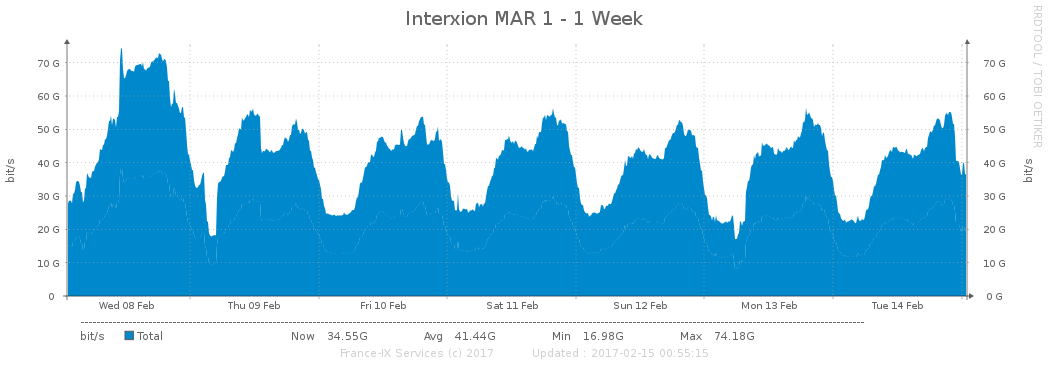 Interxion MAR 1 - 1 Week
RRDTOOL / TOBI OETIKER
bit/s
70 G 70 G
60 G 60 G
50 G 50 G
40 G 40 G
30 G 30 G
20 G 20 G
10 G 10 G
0 0 G
bit/s
Wed 08 Feb Thu 09 Feb Fri 10 Feb Sat 11 Feb Sun 12 Feb Mon 13 Feb Tue 14 Feb
bit/s Total Now 34.55G Avg 41.44G Min 16.98G Max 74.18G
France-IX Services (c) 2017 Updated : 2017-02-15 00:55:15